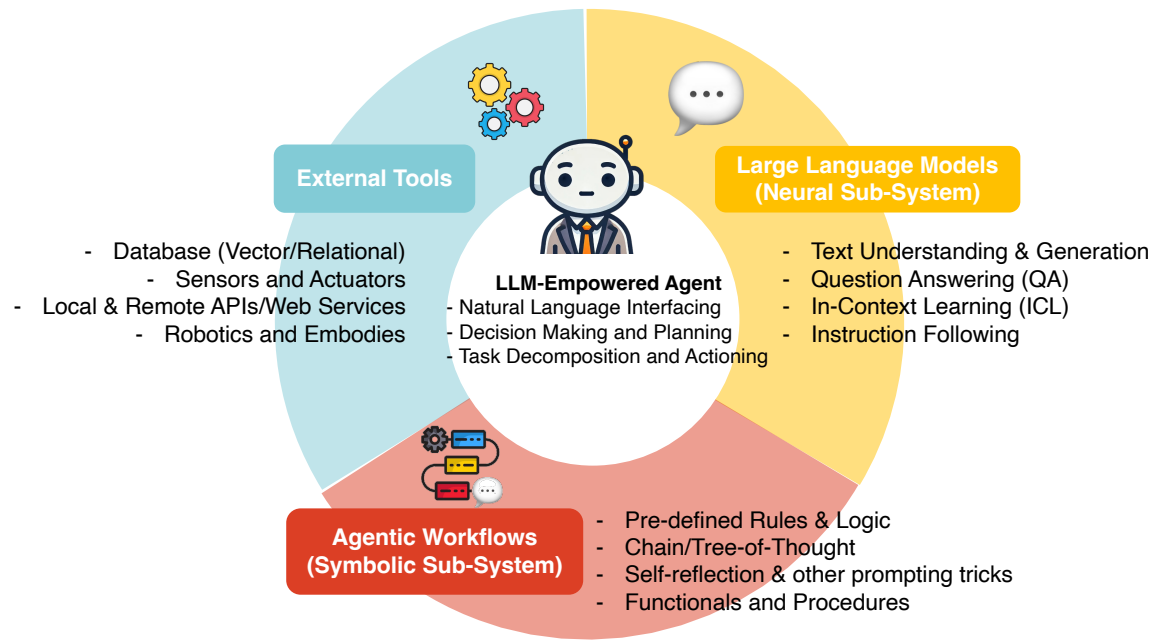 External Tools
- Database (Vector/Relational)
- Sensors and Actuators
- Local & Remote APIs/Web Services
- Robotics and Embodies
Large Language Models
(Neural Sub-System)
- Text Understanding & Generation
- Question Answering (QA)
- In-Context Learning (ICL)
- Instruction Following
LLM-Empowered Agent
- Natural Language Interfacing
- Decision Making and Planning
- Task Decomposition and Actioning
Agentic Workflows
(Symbolic Sub-System)
- Pre-defined Rules & Logic
- Chain/Tree-of-Thought
- Self-reflection & other prompting tricks
- Functionals and Procedures